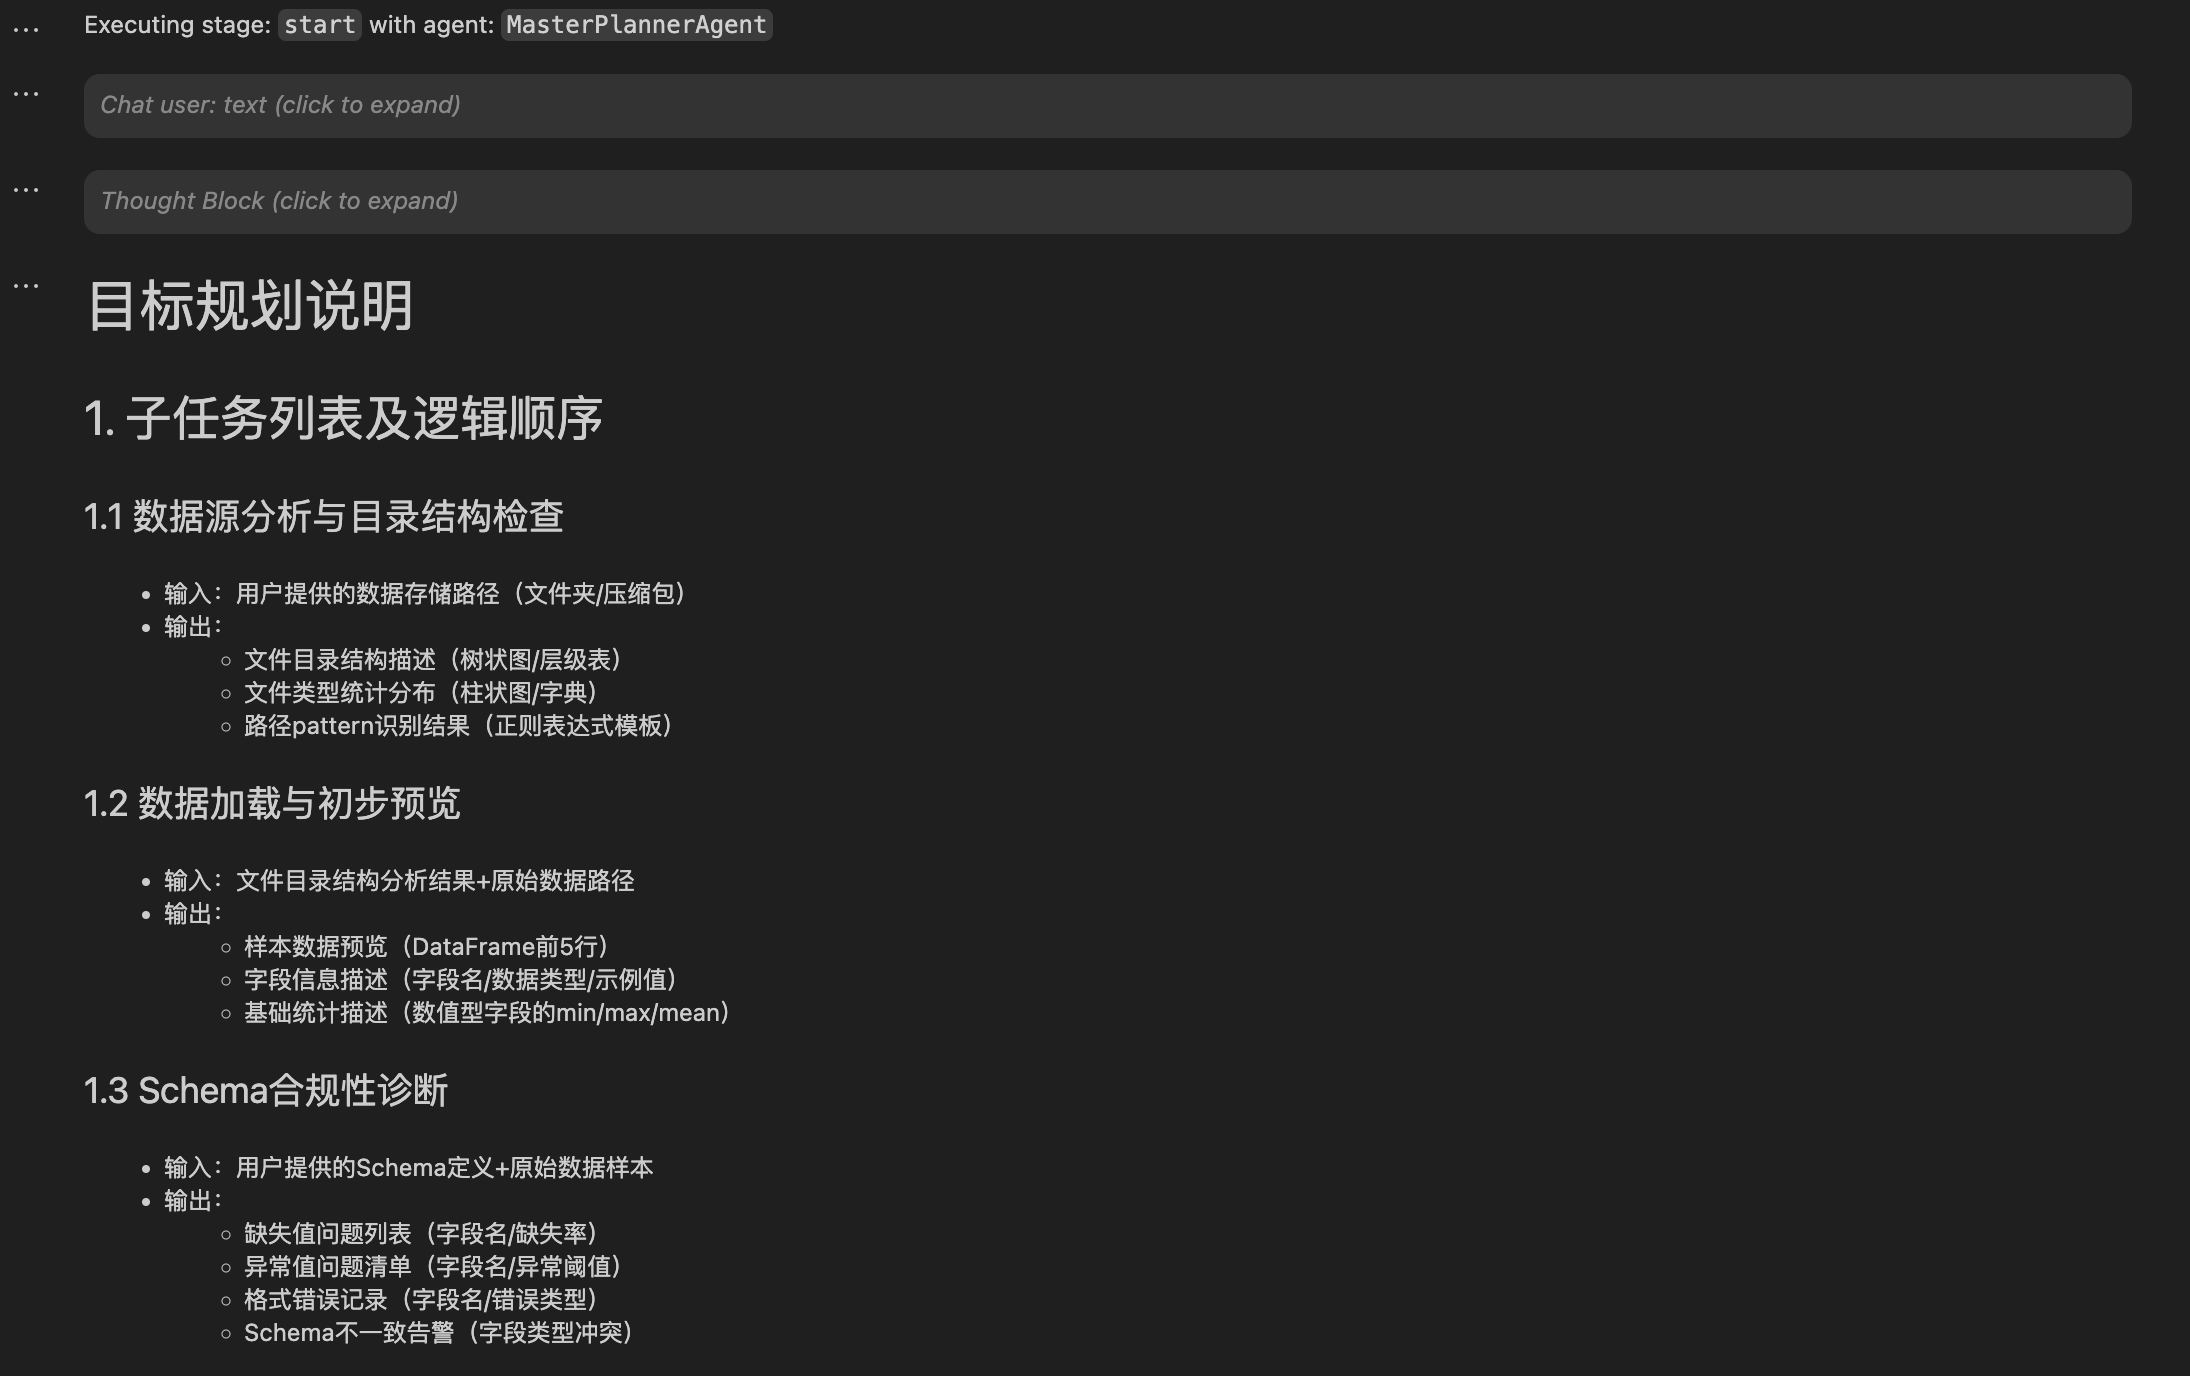 Executing stage: start with agent: MasterPlannerAgent
Chat user: text (click to expand)
Thought Block (click to expand)
目标规划说明
1. 子任务列表及逻辑顺序
1.1 数据源分析与目录结构检查
• 输入：用户提供的数据存储路径（文件夹/压缩包）
• 输出：
◦ 文件目录结构描述（树状图/层级表）
◦ 文件类型统计分布（柱状图/字典）
◦ 路径pattern识别结果（正则表达式模板）
1.2 数据加载与初步预览
• 输入：文件目录结构分析结果+原始数据路径
• 输出：
◦ 样本数据预览（DataFrame前5行）
◦ 字段信息描述（字段名/数据类型/示例值）
◦ 基础统计描述（数值型字段的min/max/mean）
1.3 Schema合规性诊断
• 输入：用户提供的Schema定义+原始数据样本
• 输出：
◦ 缺失值问题列表（字段名/缺失率）
◦ 异常值问题清单（字段名/异常阈值）
◦ 格式错误记录（字段名/错误类型）
◦ Schema不一致告警（字段类型冲突）